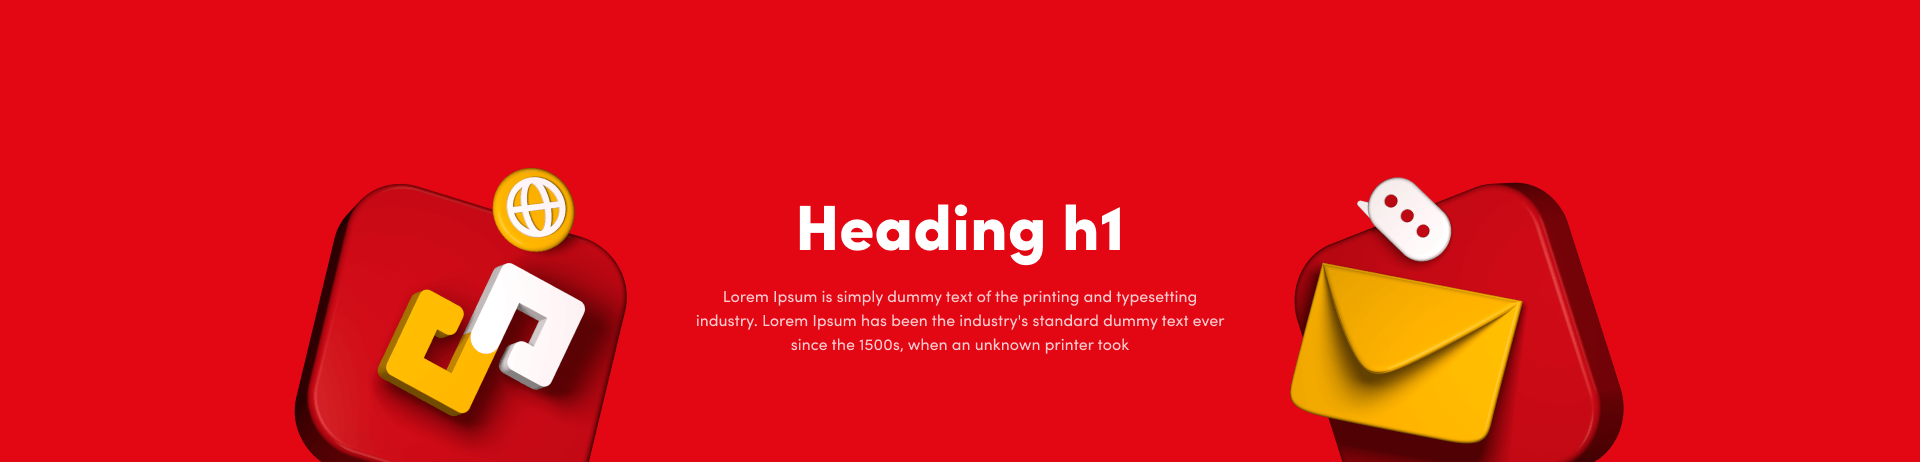 Heading h1
Lorem Ipsum is simply dummy text of the printing and typesetting
industry. Lorem Ipsum has been the industry's standard dummy text ever
since the 1500s, when an unknown printer took